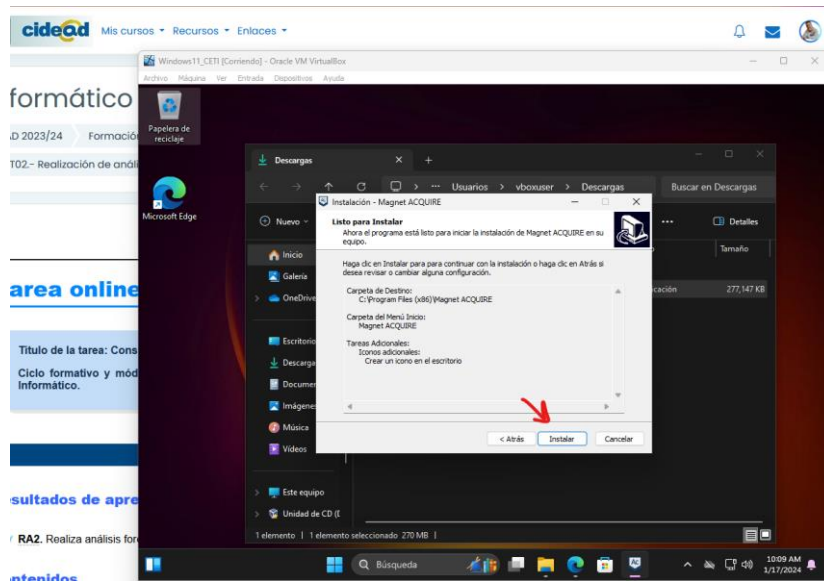 cidead Mis cursos Recursos Enlaces
Windows11_CETI [Corriendo] - Oracle VM VirtualBox
Archivo Máquina Ver Entrada Dispositivos Ayuda
formático
D 2023/24 Formació
T02.- Realización de análi
area online
Título de la tarea: Cons
Ciclo formativo y mód
Informático.
esultados de apre
RA2. Realiza análisis for
ntenidos
Papelera de
reciclaje
Microsoft Edge
Descargas
Usuarios > vboxuser > Descargas
Buscar en Descargas
Nuevo
Detalles
Inicio
Galería
OneDrive
Escritorio
Descarga
Documen
Imágene
Música
Vídeos
Este equipo
Unidad de CD (E
Tamaño
cación 277,147 KB
1 elemento | 1 elemento seleccionado 270 MB |
Instalación - Magnet ACQUIRE
Listo para Instalar
Ahora el programa está listo para iniciar la instalación de Magnet ACQUIRE en su
equipo.
Haga clic en Instalar para para continuar con la instalación o haga clic en Atrás si
desea revisar o cambiar alguna configuración.
Carpeta de Destino:
C:\Program Files (x86)\Magnet ACQUIRE
Carpeta del Menú Inicio:
Magnet ACQUIRE
Tareas Adicionales:
Iconos adicionales:
Crear un icono en el escritorio
< Atrás Instalar Cancelar
Búsqueda
10:09 AM
1/17/2024